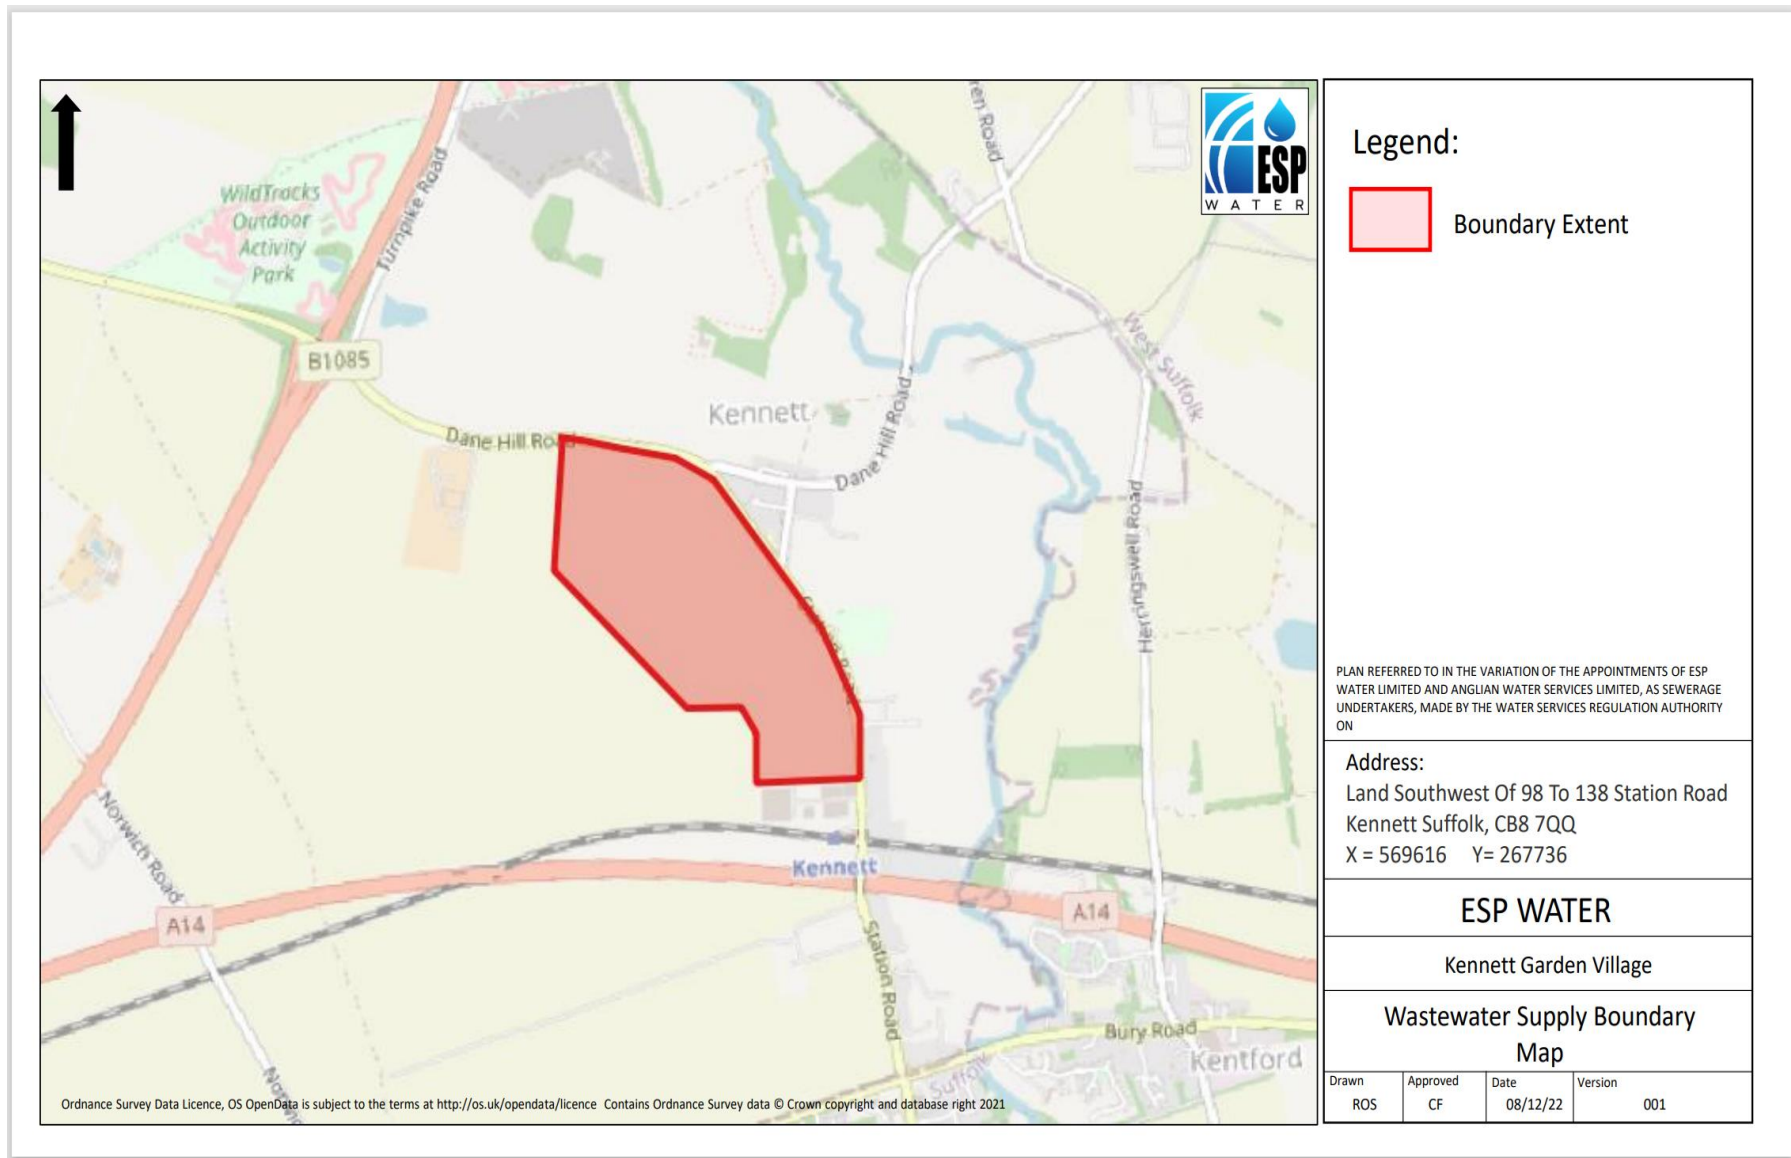 WildTracks
Outdoor
Activity
Park
Turnpike Road
ren Road
B1085
West Suffolk
Kennett
Dane Hill Road
Dane Hill Road
Herringswell Road
Norwich Road
Kennett
A14
A14
Station Road
Bury Road
Kentford
Suffolk
Ordnance Survey Data Licence, OS OpenData is subject to the terms at http://os.uk/opendata/licence Contains Ordnance Survey data © Crown copyright and database right 2021
ESP
WATER
Legend:
Boundary Extent
PLAN REFERRED TO IN THE VARIATION OF THE APPOINTMENTS OF ESP
WATER LIMITED AND ANGLIAN WATER SERVICES LIMITED, AS SEWERAGE
UNDERTAKERS, MADE BY THE WATER SERVICES REGULATION AUTHORITY
ON
Address:
Land Southwest Of 98 To 138 Station Road
Kennett Suffolk, CB8 7QQ
X = 569616 Y= 267736
ESP WATER
Kennett Garden Village
Wastewater Supply Boundary
Map
Drawn Approved Date Version
ROS CF 08/12/22 001